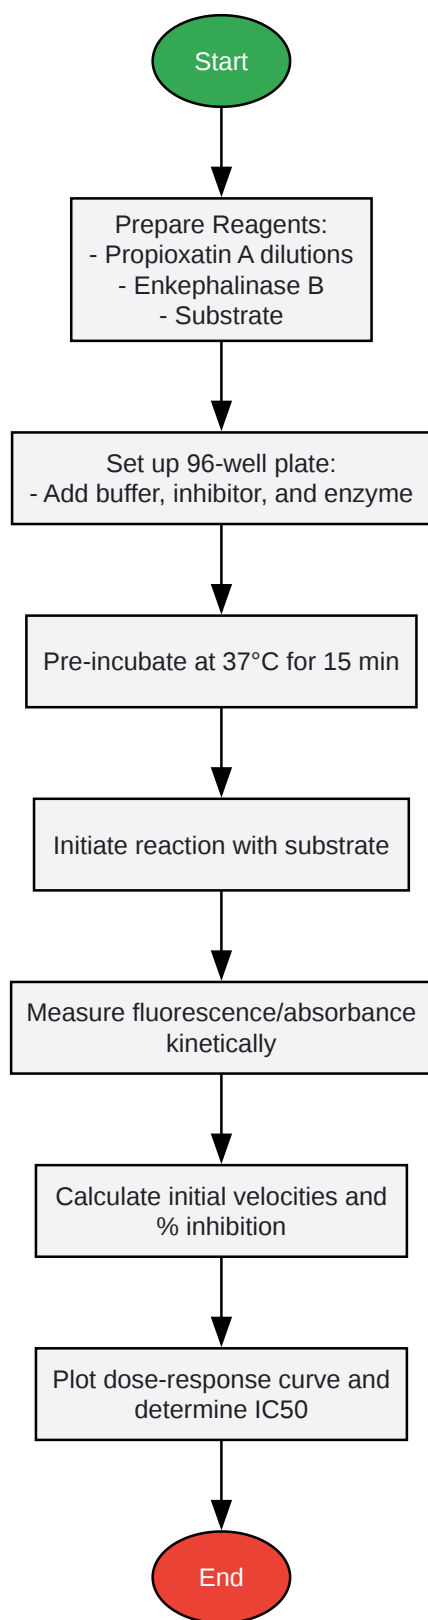 Start
Prepare Reagents:
- Propioxatin A dilutions
- Enkephalinase B
- Substrate
Set up 96-well plate:
- Add buffer, inhibitor, and enzyme
Pre-incubate at 37°C for 15 min
Initiate reaction with substrate
Measure fluorescence/absorbance
kinetically
Calculate initial velocities and
% inhibition
Plot dose-response curve and
determine IC50
End